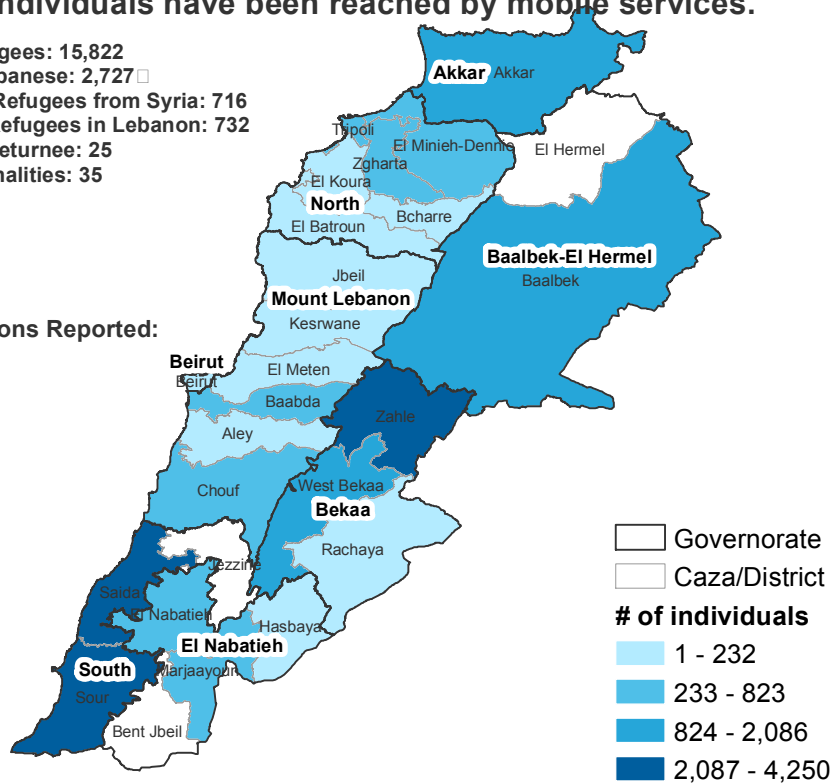 individuals have been reached by mobile services.
gees: 15,822
banese: 2,727□
Refugees from Syria: 716
efugees in Lebanon: 732
eturnee: 25
nalities: 35
Akkar
Akkar
Tripoli
El Minieh-Dennie
El Hermel
Zgharta
El Koura
North
Bcharre
El Batroun
Baalbek-El Hermel
Baalbek
Jbeil
Mount Lebanon
Kesrwane
ons Reported:
Beirut
Beirut
El Meten
Baabda
Zahle
Aley
Chouf
West Bekaa
Bekaa
Rachaya
Jezzine
Saida
El Nabatieh
Hasbaya
El Nabatieh
South
Marjaayoun
Sour
Bent Jbeil
Governorate
Caza/District
# of individuals
1 - 232
233 - 823
824 - 2,086
2,087 - 4,250